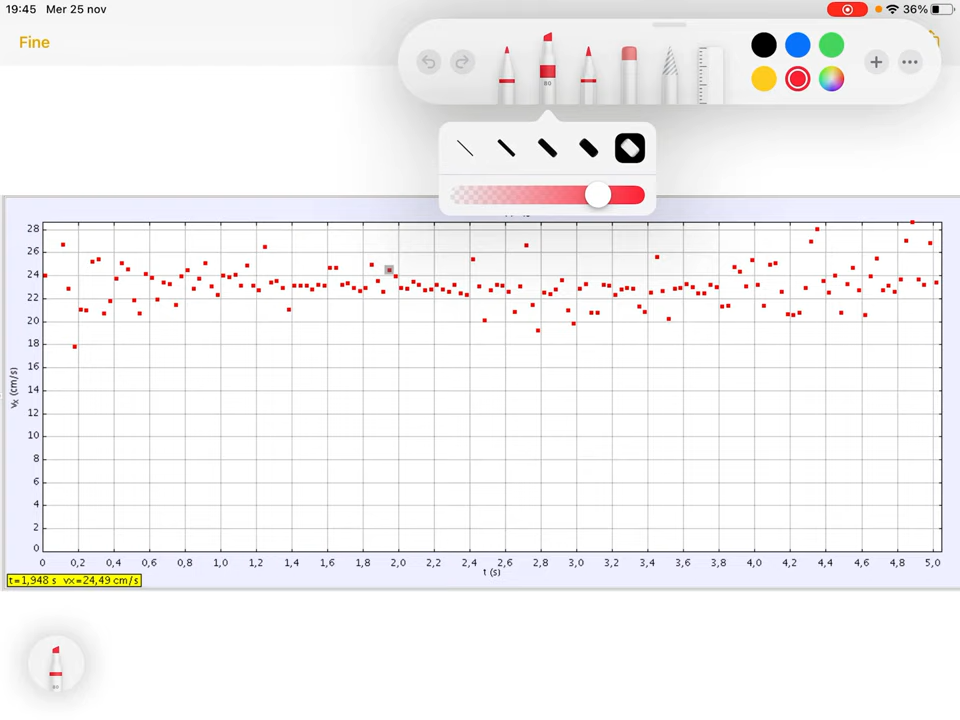 19:45 Mer 25 nov 36%
Fine
80
28
26
24
22
20
18
16
14
12
10
8
6
4
2
0
vx (cm/s)
0 0,2 0,4 0,6 0,8 1,0 1,2 1,4 1,6 1,8 2,0 2,2 2,4 2,6 2,8 3,0 3,2 3,4 3,6 3,8 4,0 4,2 4,4 4,6 4,8 5,0
t (s)
t=1,948 s vx=24,49 cm/s
80